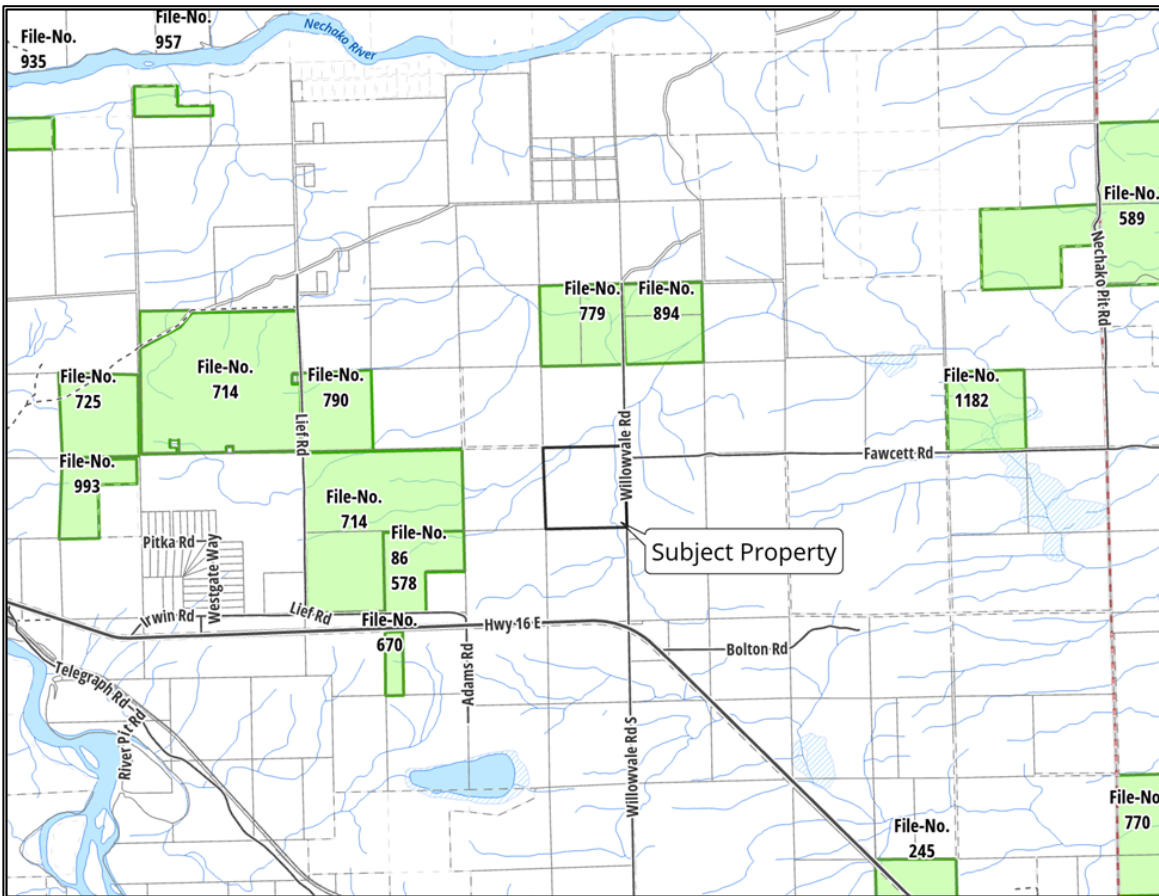 File-No.
957
File-No.
935
Nechako River
File-No.
589
Nechako Pit Rd
File-No.
779
File-No.
894
File-No.
714
File-No.
725
File-No.
790
Lief Rd
File-No.
1182
Willowvale Rd
Fawcett Rd
File-No.
993
File-No.
714
File-No.
86
578
Pitka Rd
Westgate Way
Subject Property
Irwin Rd
Lief Rd
File-No.
670
Hwy 16 E
Bolton Rd
Adams Rd
Telegraph Rd
River Pit Rd
Willowvale Rd S
File-No.
770
File-No.
245